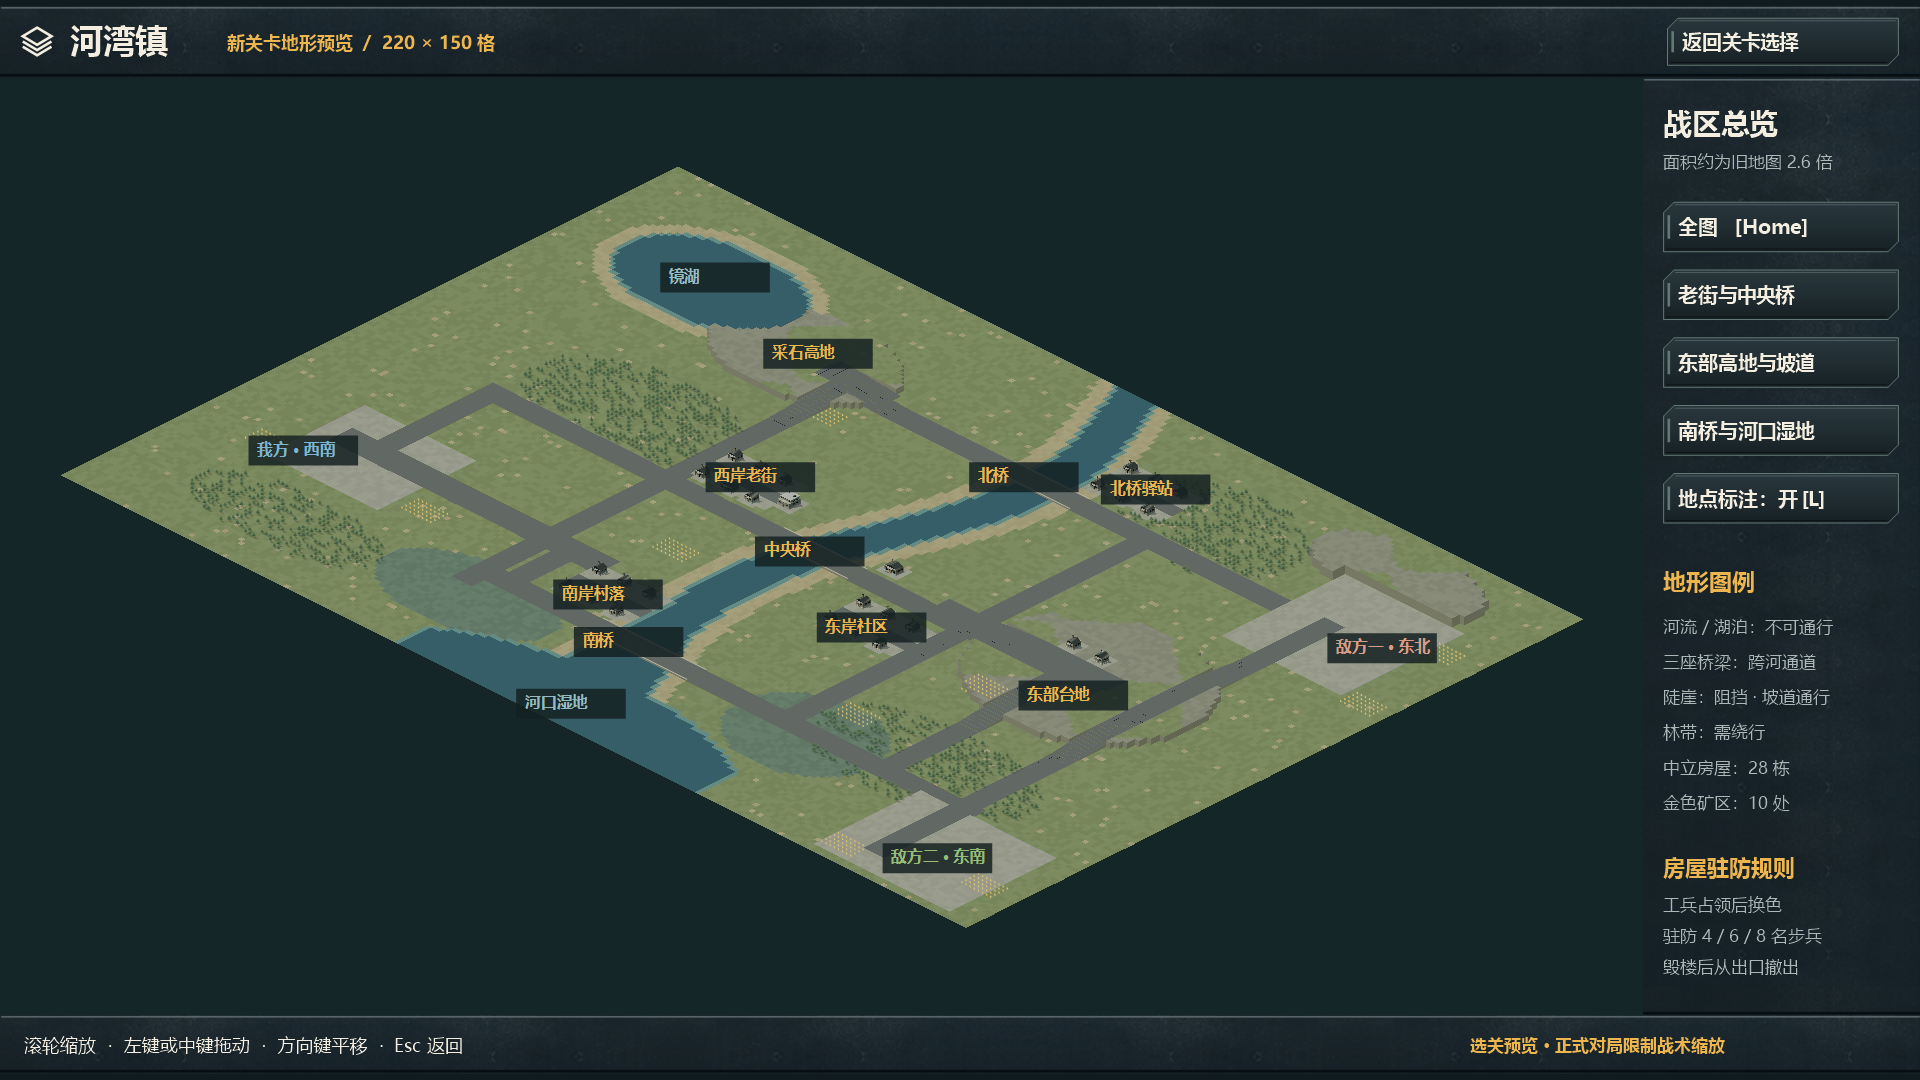 河湾镇
新关卡地形预览 / 220 × 150 格
返回关卡选择
战区总览
面积约为旧地图 2.6 倍
全图 [Home]
老街与中央桥
东部高地与坡道
南桥与河口湿地
地点标注：开 [L]
地形图例
河流 / 湖泊：不可通行
三座桥梁：跨河通道
陡崖：阻挡 · 坡道通行
林带：需绕行
中立房屋：28 栋
金色矿区：10 处
房屋驻防规则
工兵占领后换色
驻防 4 / 6 / 8 名步兵
毁楼后从出口撤出
镜湖
采石高地
我方 • 西南
西岸老街
北桥
北桥驿站
中央桥
南岸村落
东岸社区
南桥
敌方一 • 东北
东部台地
河口湿地
敌方二 • 东南
滚轮缩放 · 左键或中键拖动 · 方向键平移 · Esc 返回
选关预览 • 正式对局限制战术缩放